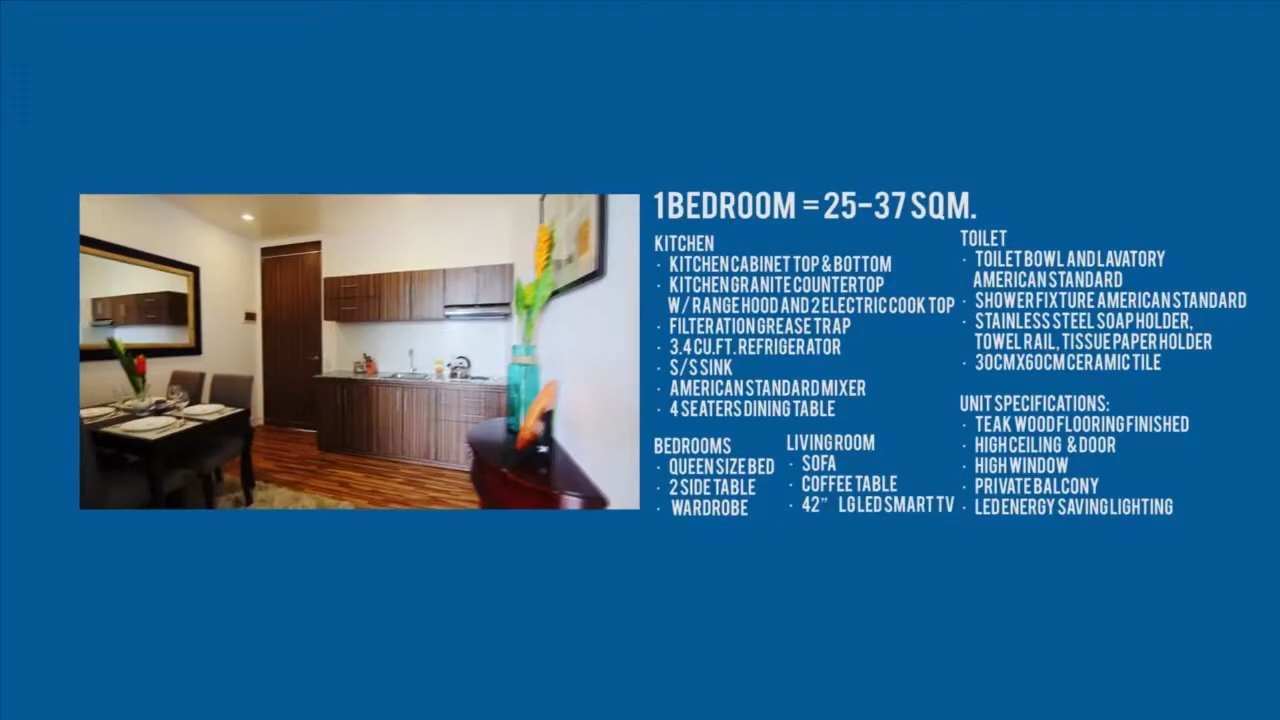 1 BEDROOM = 25-37 SQM.
KITCHEN
· KITCHEN CABINET TOP & BOTTOM
· KITCHEN GRANITE COUNTERTOP
W/ RANGE HOOD AND 2 ELECTRIC COOK TOP
· FILTERATION GREASE TRAP
· 3.4 CU.FT. REFRIGERATOR
· S/S SINK
· AMERICAN STANDARD MIXER
· 4 SEATERS DINING TABLE
BEDROOMS
· QUEEN SIZE BED
· 2 SIDE TABLE
· WARDROBE
LIVING ROOM
· SOFA
· COFFEE TABLE
· 42” LG LED SMART TV
TOILET
· TOILET BOWL AND LAVATORY
AMERICAN STANDARD
· SHOWER FIXTURE AMERICAN STANDARD
· STAINLESS STEEL SOAP HOLDER,
TOWEL RAIL, TISSUE PAPER HOLDER
· 30CMX60CM CERAMIC TILE
UNIT SPECIFICATIONS:
· TEAK WOOD FLOORING FINISHED
· HIGH CEILING & DOOR
· HIGH WINDOW
· PRIVATE BALCONY
· LED ENERGY SAVING LIGHTING